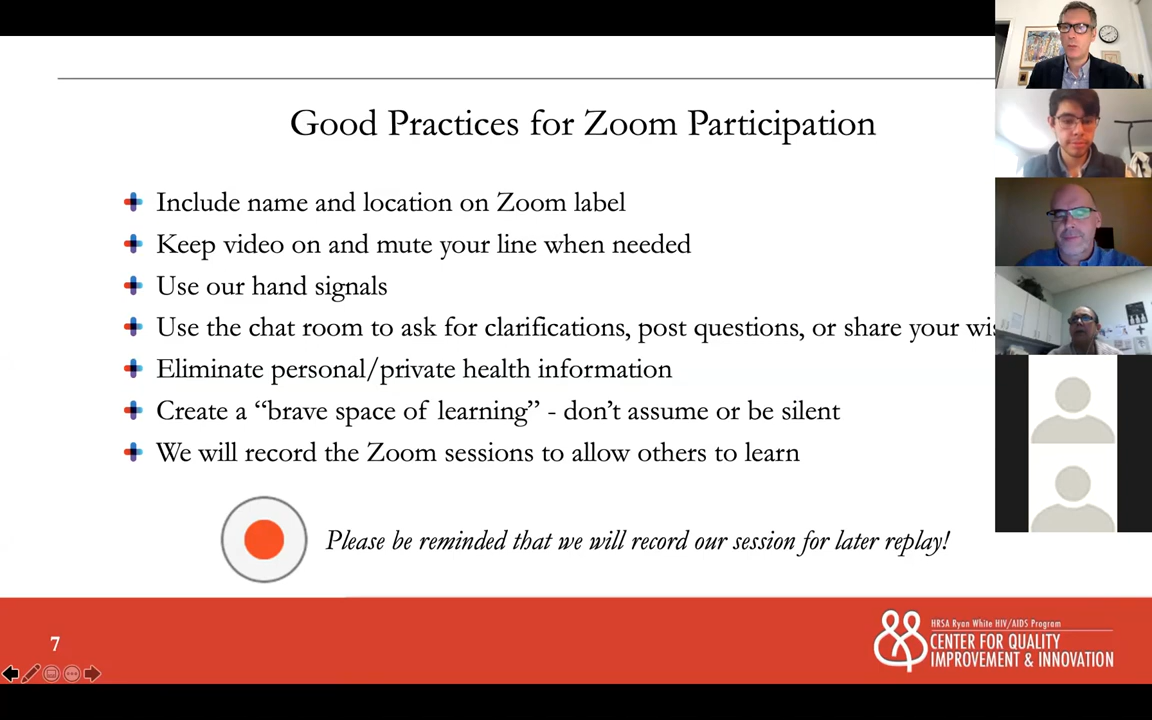 Good Practices for Zoom Participation
Include name and location on Zoom label
Keep video on and mute your line when needed
Use our hand signals
Use the chat room to ask for clarifications, post questions, or share your
Eliminate personal/private health information
Create a “brave space of learning” - don’t assume or be silent
We will record the Zoom sessions to allow others to learn
Please be reminded that we will record our session for later replay!
7
HRSA Ryan White HIV/AIDS Program
CENTER FOR QUALITY
IMPROVEMENT & INNOVATION